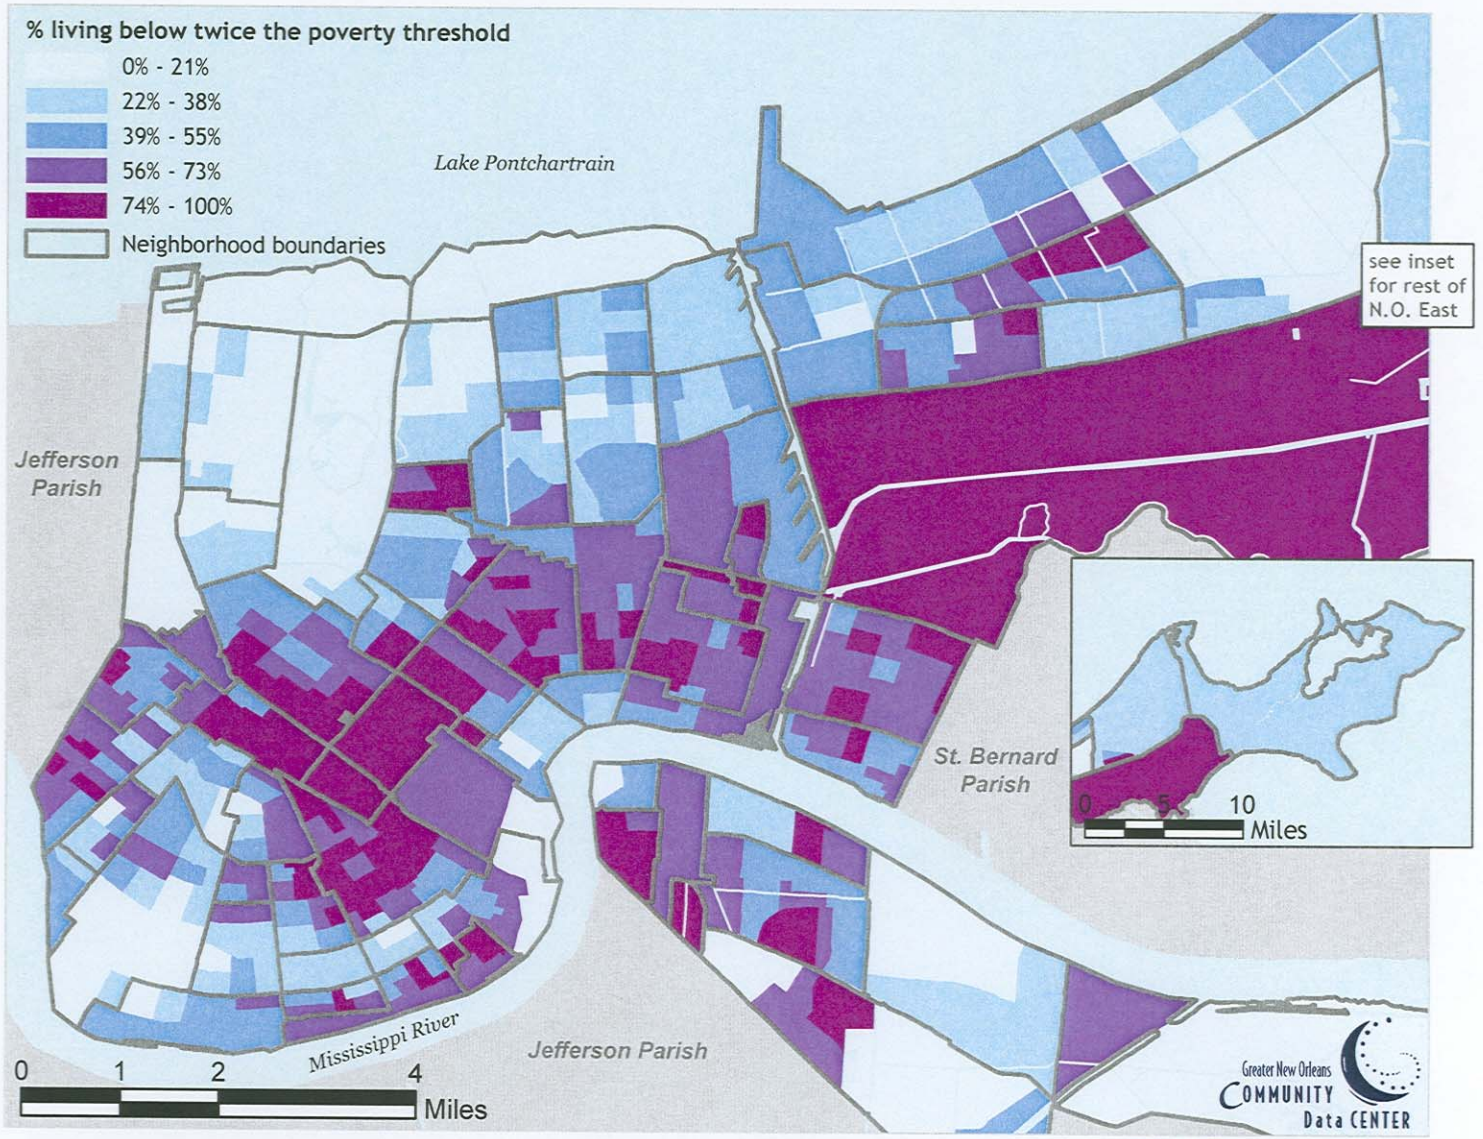 % living below twice the poverty threshold
0% - 21%
22% - 38%
39% - 55%
56% - 73%
74% - 100%
Neighborhood boundaries
Lake Pontchartrain
see inset
for rest of
N.O. East
Jefferson
Parish
St. Bernard
Parish
0 5 10
Miles
Mississippi River
Jefferson Parish
0 1 2 4
Miles
Greater New Orleans
COMMUNITY
Data CENTER